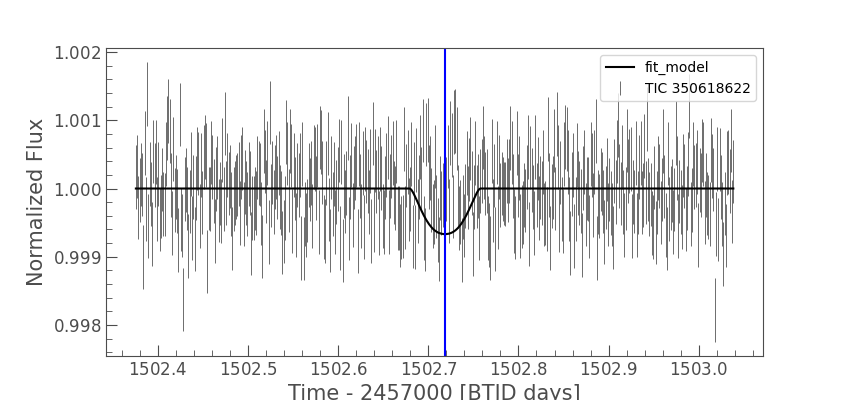 1.002
1.001
1.000
0.999
0.998
Normalized Flux
fit_model
TIC 350618622
1502.4 1502.5 1502.6 1502.7 1502.8 1502.9 1503.0
Time - 2457000 [BTJD days]